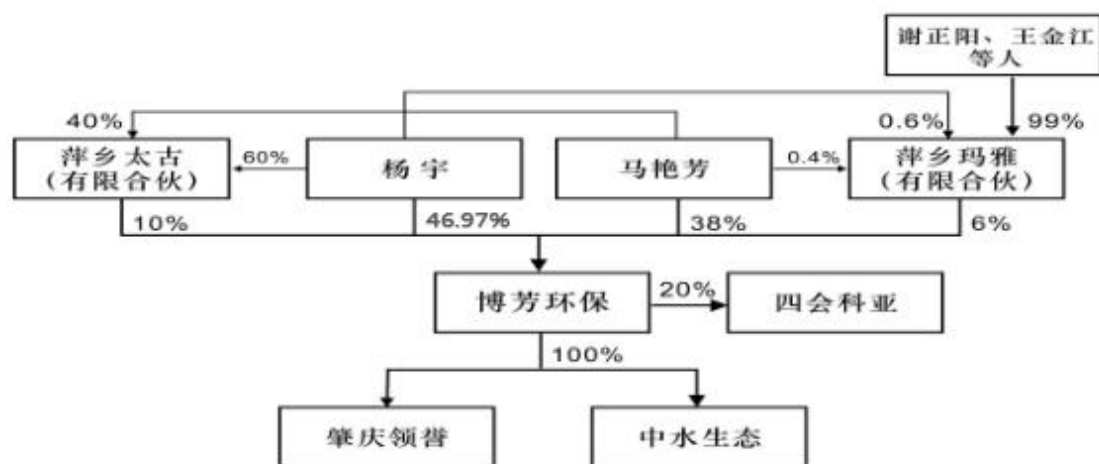 谢正阳、王金江
等人
40%
0.6%
99%
萍乡太古
（有限合伙）
60%
杨宇
马艳芳
0.4%
萍乡玛雅
（有限合伙）
10%
46.97%
38%
6%
博芳环保
20%
四会科亚
100%
肇庆领誉
中水生态